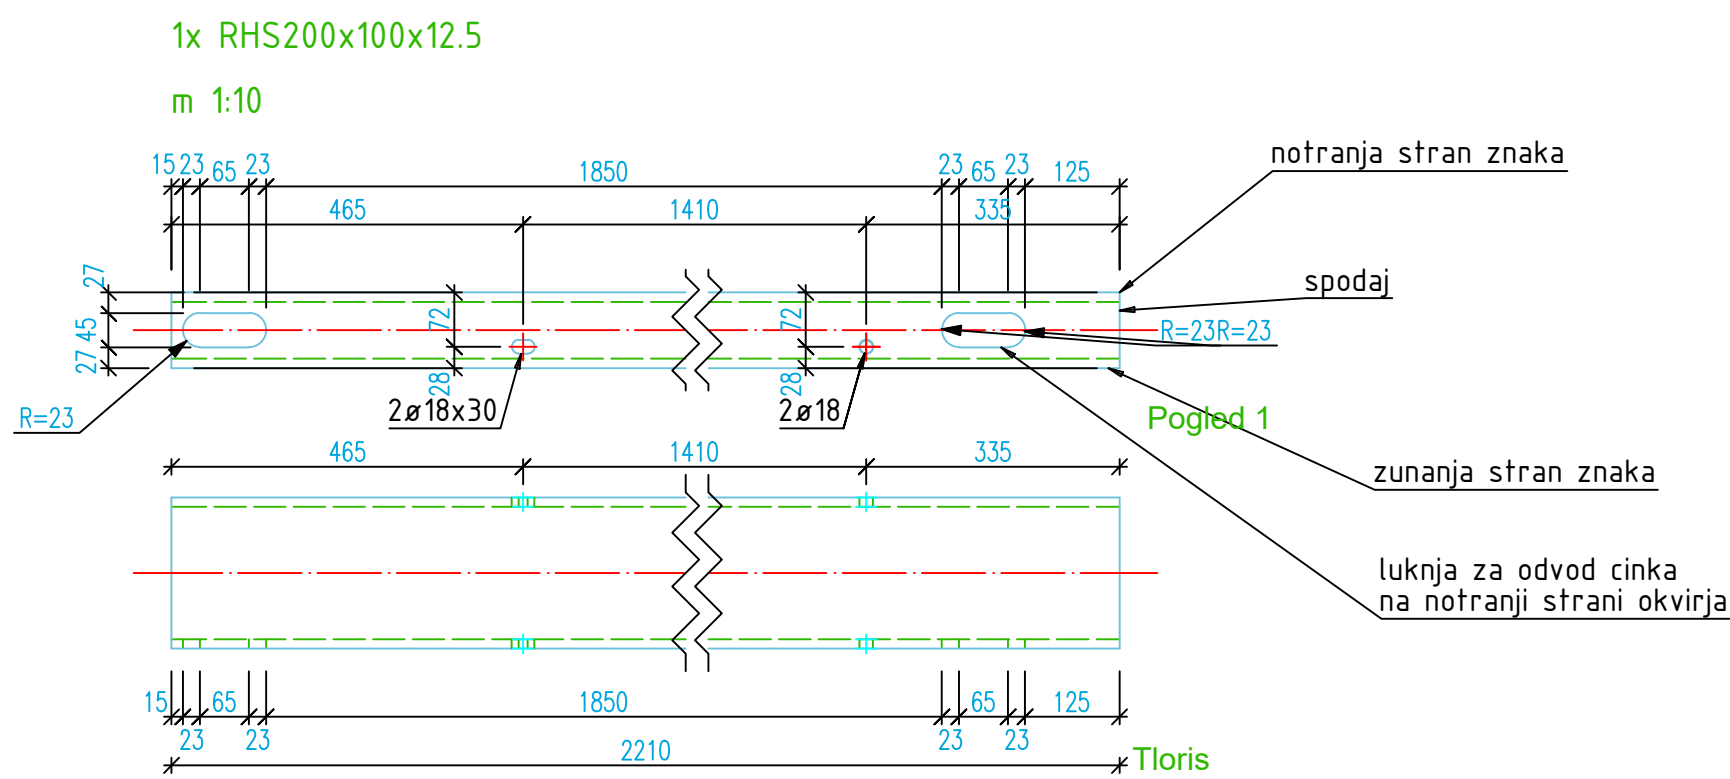 1x RHS200x100x12.5
m 1:10
15 23 65 23 1850 23 65 23 125
465 1410 335
notranja stran znaka
spodaj
27
45
27
72
28
72
28
R=23R=23
R=23
2ø18x30
2ø18
Pogled 1
465 1410 335
zunanja stran znaka
luknja za odvod cinka
na notranji strani okvirja
15 65 1850 65 125
23 23 23 23
2210
Tloris